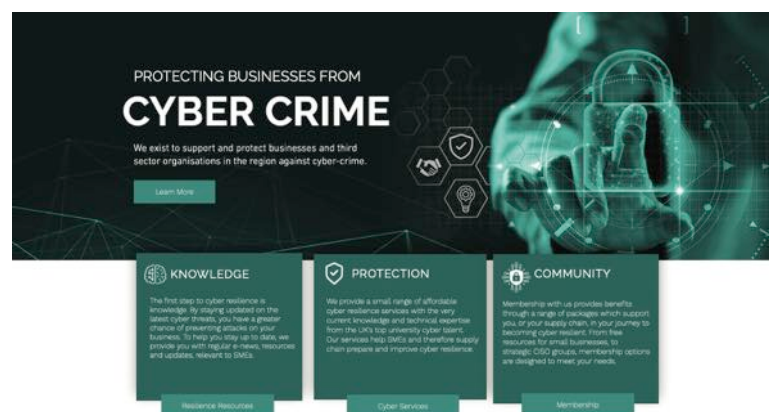 PROTECTING BUSINESSES FROM
CYBER CRIME
We exist to support and protect businesses and third
sector organisations in the region against cyber-crime.
Learn More
KNOWLEDGE
The first step to cyber resilience is
knowledge. By staying updated on the
latest cyber threats, you have a greater
chance of preventing attacks on your
business. To help you stay up to date, we
provide you with regular e-news, resources
and updates, relevant to SMEs.
Resilience Resources
PROTECTION
We provide a small range of affordable
cyber resilience services with the very
current knowledge and technical expertise
from the UK's top university cyber talent.
Our services help SMEs and therefore supply
chain prepare and improve cyber resilience.
Cyber Services
COMMUNITY
Membership with us provides benefits
through a range of packages which support
you, or your supply chain, in your journey to
becoming cyber resilient. From free
resources for small businesses, to
strategic CISO groups, membership options
are designed to meet your needs.
Membership